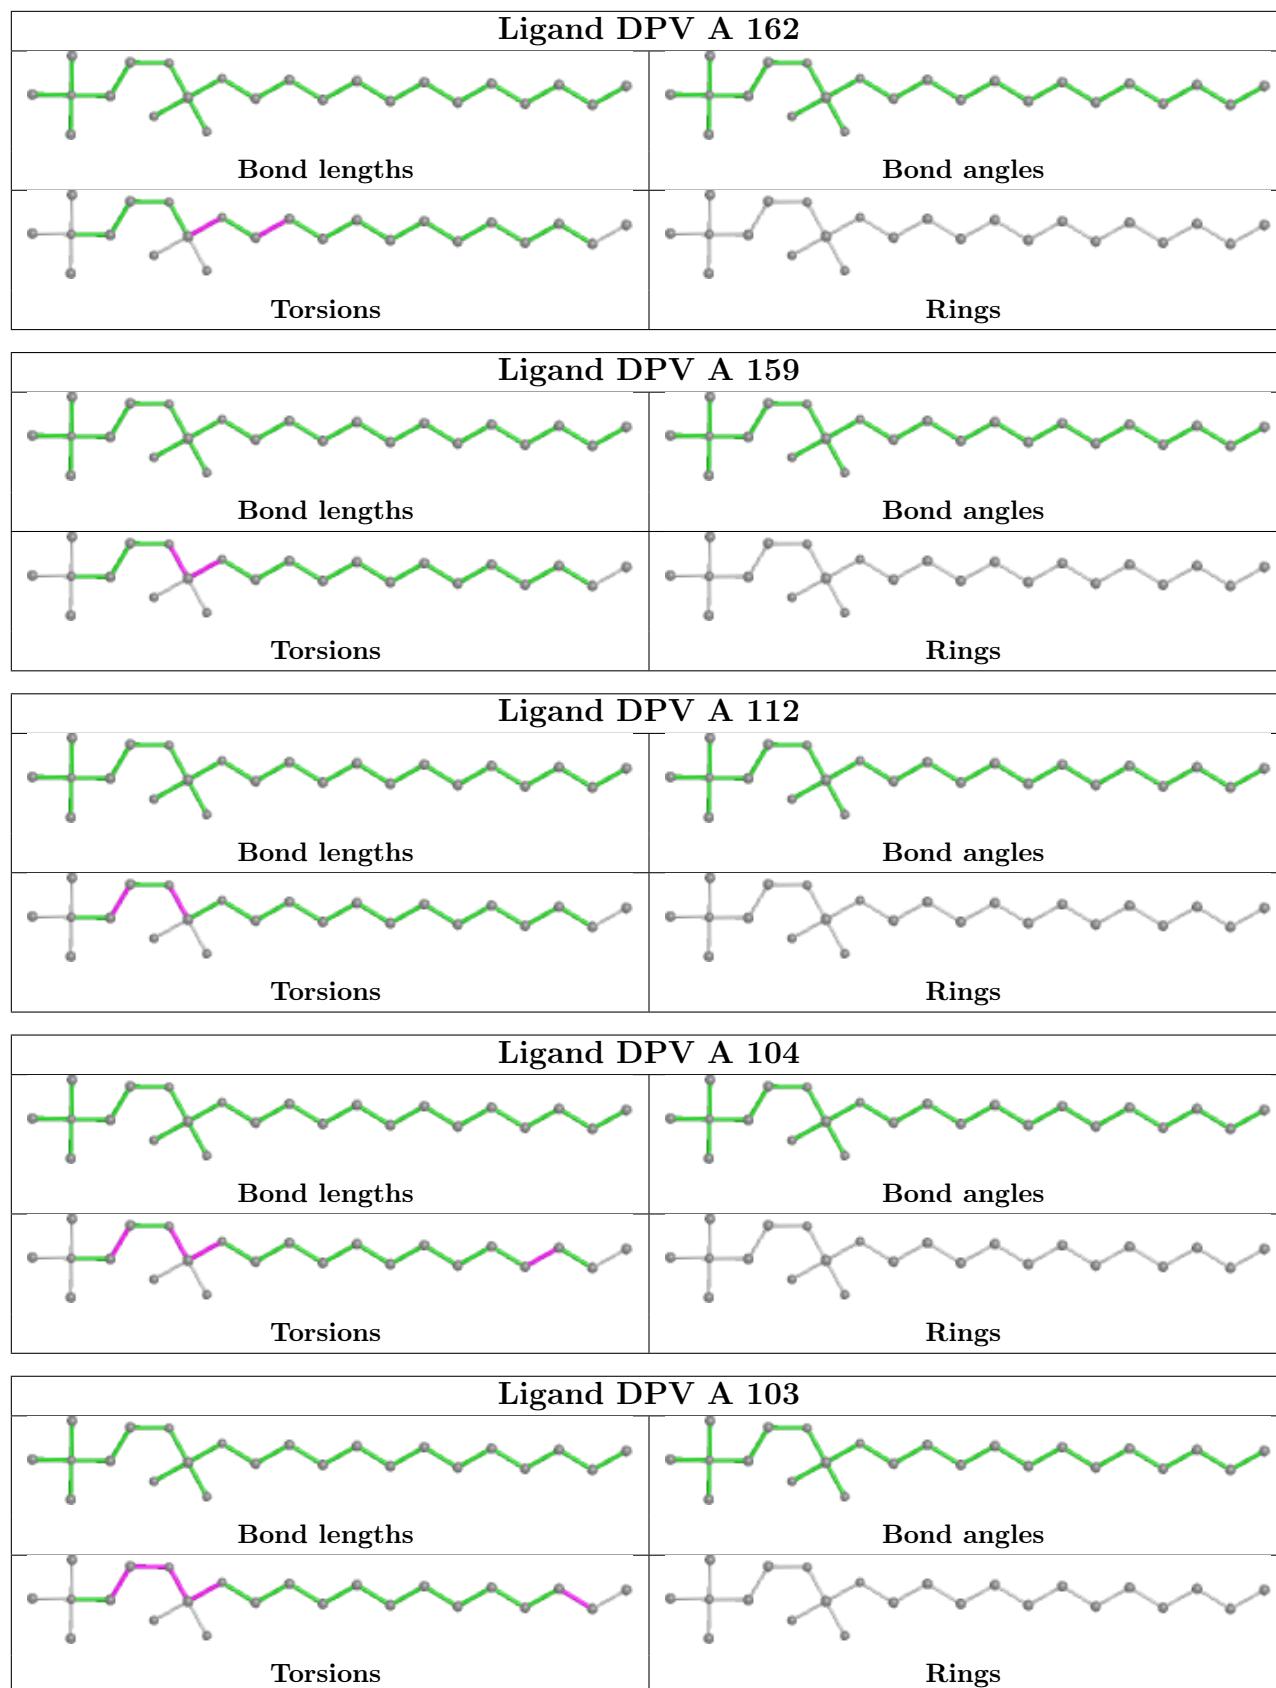 Ligand DPV A 162
Bond lengths
Bond angles
Torsions
Rings
Ligand DPV A 159
Bond lengths
Bond angles
Torsions
Rings
Ligand DPV A 112
Bond lengths
Bond angles
Torsions
Rings
Ligand DPV A 104
Bond lengths
Bond angles
Torsions
Rings
Ligand DPV A 103
Bond lengths
Bond angles
Torsions
Rings